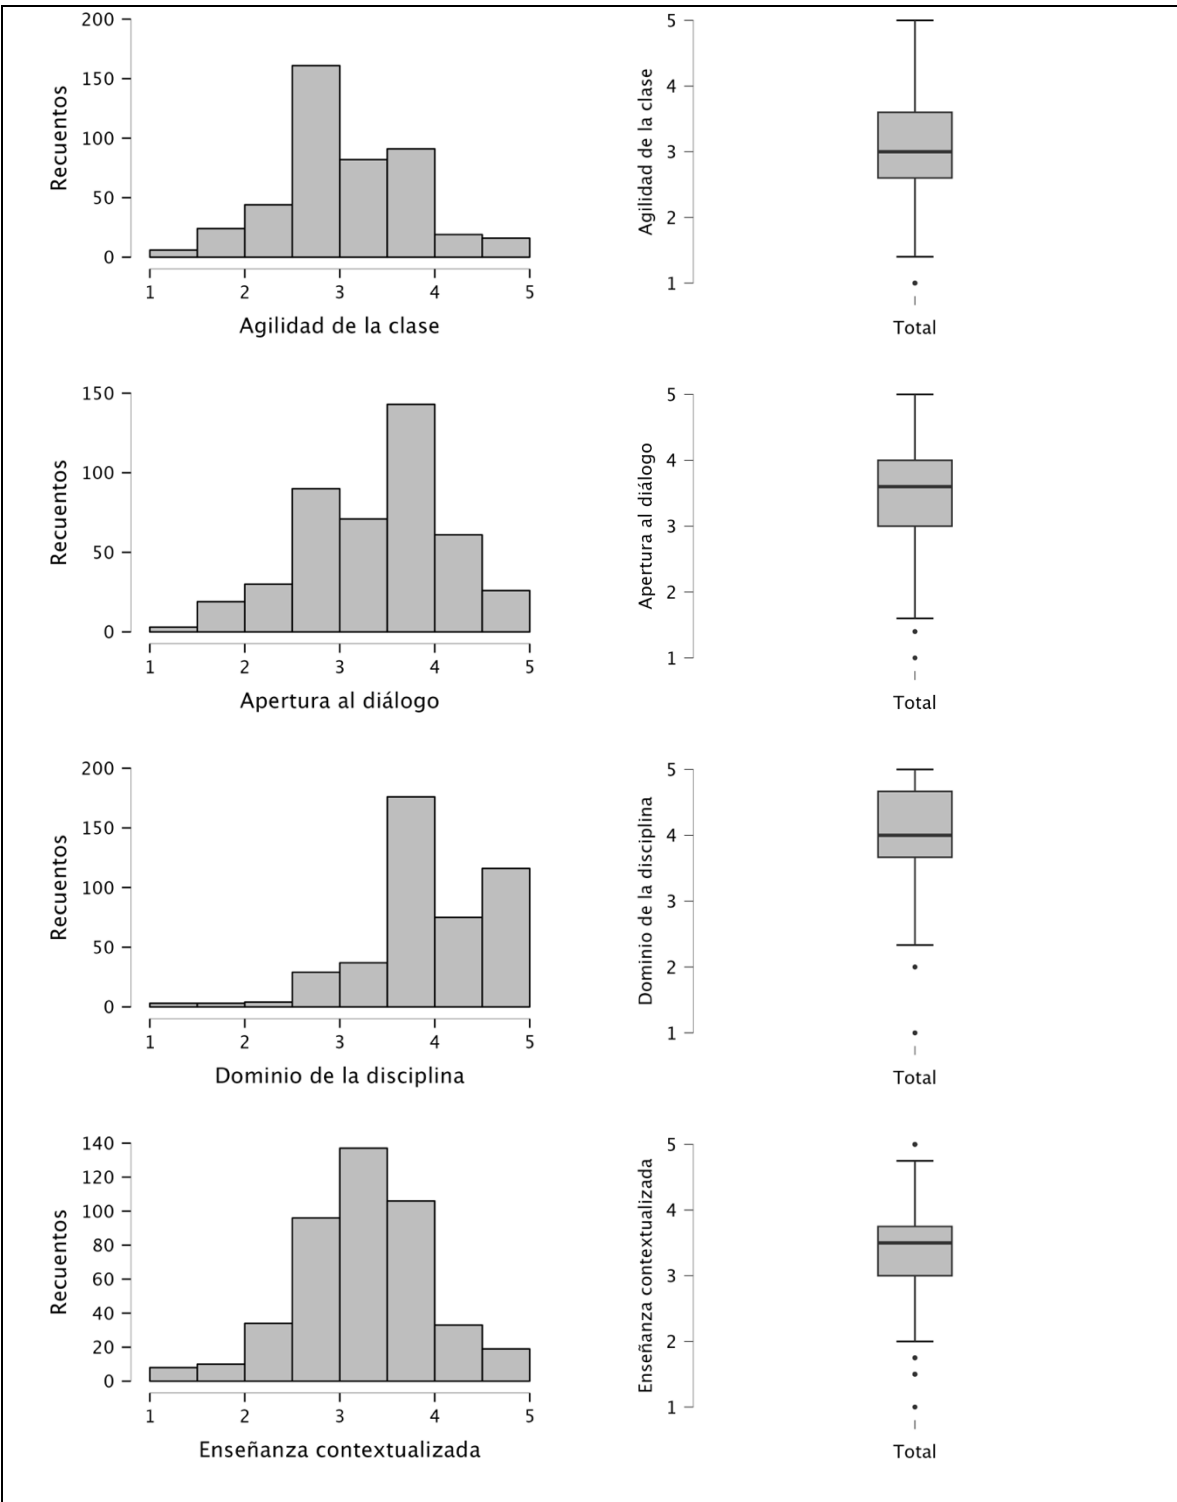 200
150
100
50
0
Recuentos
1 2 3 4 5
Agilidad de la clase
5
4
3
2
1
Agilidad de la clase
Total
150
100
50
0
Recuentos
1 2 3 4 5
Apertura al diálogo
5
4
3
2
1
Apertura al diálogo
Total
200
150
100
50
0
Recuentos
1 2 3 4 5
Dominio de la disciplina
5
4
3
2
1
Dominio de la disciplina
Total
140
120
100
80
60
40
20
0
Recuentos
1 2 3 4 5
Enseñanza contextualizada
5
4
3
2
1
Enseñanza contextualizada
Total